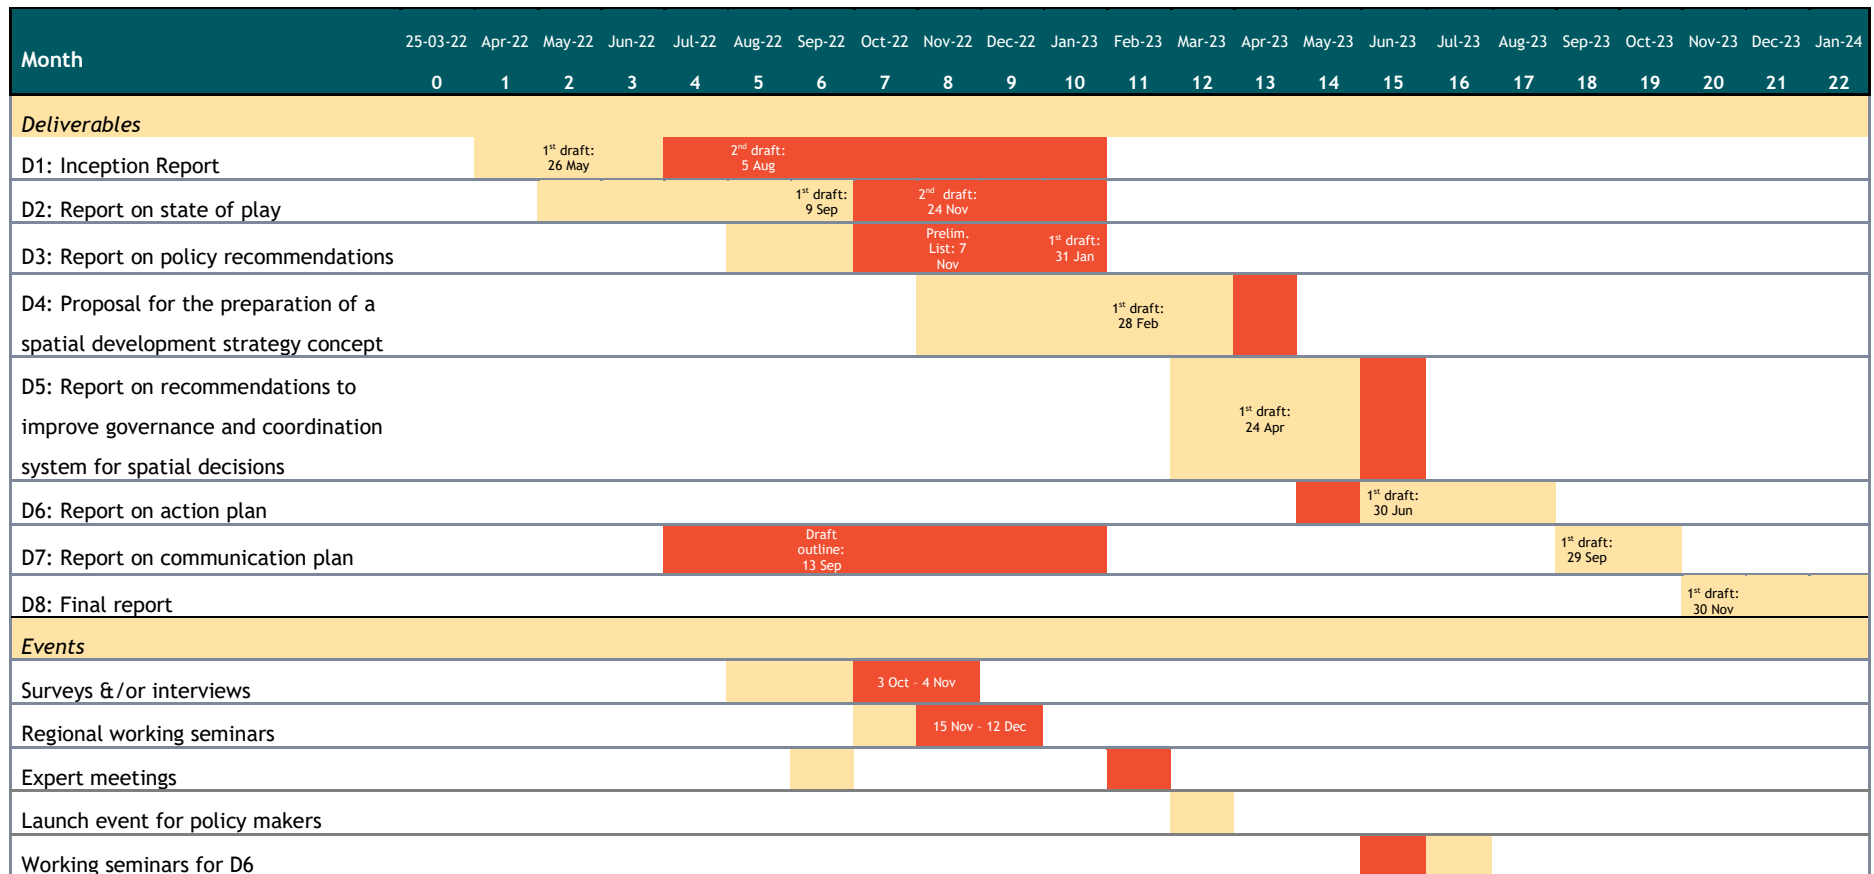 Month
25-03-22 Apr-22 May-22 Jun-22 Jul-22 Aug-22 Sep-22 Oct-22 Nov-22 Dec-22 Jan-23 Feb-23 Mar-23 Apr-23 May-23 Jun-23 Jul-23 Aug-23 Sep-23 Oct-23 Nov-23 Dec-23 Jan-24
0 1 2 3 4 5 6 7 8 9 10 11 12 13 14 15 16 17 18 19 20 21 22
Deliverables
D1: Inception Report
1st draft:
26 May
2nd draft:
5 Aug
D2: Report on state of play
1st draft:
9 Sep
2nd draft:
24 Nov
D3: Report on policy recommendations
Prelim.
List: 7
Nov
1st draft:
31 Jan
D4: Proposal for the preparation of a
spatial development strategy concept
1st draft:
28 Feb
D5: Report on recommendations to
improve governance and coordination
system for spatial decisions
1st draft:
24 Apr
D6: Report on action plan
1st draft:
30 Jun
D7: Report on communication plan
Draft
outline:
13 Sep
1st draft:
29 Sep
D8: Final report
1st draft:
30 Nov
Events
Surveys &/or interviews
3 Oct - 4 Nov
Regional working seminars
15 Nov - 12 Dec
Expert meetings
Launch event for policy makers
Working seminars for D6